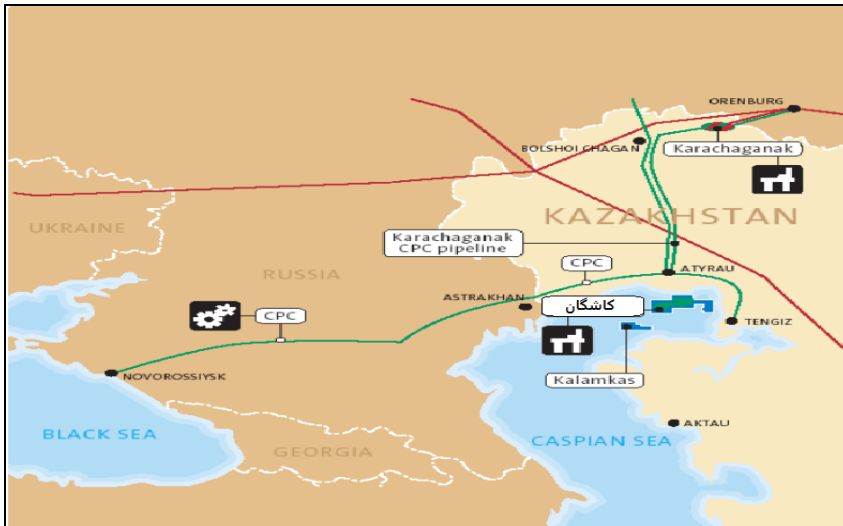 ORENBURG
BOLSHOI CHAGAN
Karachaganak
UKRAINE
KAZAKHSTAN
Karachaganak
CPC pipeline
RUSSIA
CPC
ATYRAU
ASTRAKHAN
کاشگان
CPC
TENGIZ
NOVOROSSIYSK
Kalamkas
BLACK SEA
GEORGIA
CASPIAN SEA
AKTAU